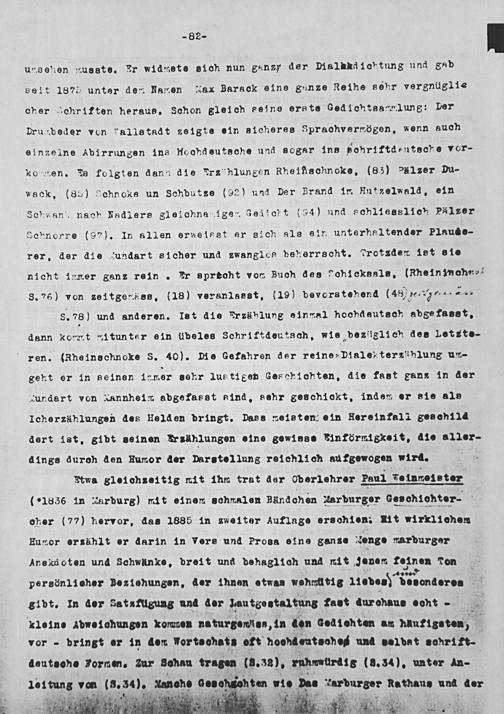 -82-
umsehen musste. Er widmete sich nun ganz der Dialektdichtung und gab
seit 1875 unter dem Namen Max Barack eine ganze Reihe sehr vergnügli
cher Schriften heraus. Schon gleich seine erste Gedichtsammlung: Der
von Wallstadt zeigte ein sicheres Sprachvermögen, wenn auch
einzelne Abirrungen ins Hochdeutsche und sogar ins schriftdeutsche vor-
kommen. Es folgten dann die Erzählungen Rheinschnoke, (83) Pälzer Du-
wack, (85) Schnoke un Schbutze (92) und Der Brand im Hutzelwald, ein
Schwank nach Nadlers gleichnamigem Gedicht (94) und schliesslich Pälzer
Schnorre (97). In allen erweisst er sich als ein unterhaltender Plaude-
rer, der die Mundart sicher und zwanglos beherrscht. Trotzdem ist sie
nicht immer ganz rein . Er spricht vom Buch des Schicksals, (Rheinschnok
S.76) von zeitgemäss, (18) veranlasst, (19) bevorstehend (48)
S.78) und anderen. Ist die Erzählung einmal hochdeutsch abgefasst,
dann kommt mitunter ein übeles Schriftdeutsch, wie bezüglich des Letzte-
ren. (Rheinschnoke S. 40). Die Gefahren der reinen Dialekterzählung um-
geht er in seinen immer sehr lustigen Geschichten, die fast ganz in der
Mundart von Mannheim abgefasst sind, sehr geschickt, indem er sie als
Icherzählungen des Helden bringt. Dass meistens ein Hereinfall geschild
dert ist, gibt seinen Erzählungen eine gewisse Einförmigkeit, die aller-
dings durch den Humor der Darstellung reichlich aufgewogen wird.
Etwa gleichzeitig mit ihm trat der Oberlehrer Paul Weinmeister
(*1836 in Marburg) mit einem schmalen Bändchen Marburger Geschichter-
cher (77) hervor, das 1885 in zweiter Auflage erschien: Mit wirklichem
Humor erzählt er darin in Vers und Prosa eine ganze Menge marburger
Anekdoten und Schwänke, breit und behaglich und mit jenem feinen Ton
persönlicher Beziehungen, der ihnen etwas wehmütig liebes, besonderes
gibt. In der Satzfügung und der Lautgestaltung fast durchaus echt -
kleine Abweichungen kommen naturgemäss, in den Gedichten am häufigsten,
vor - bringt er in dem Wortschatz oft hochdeutsche und selbst schrift-
deutsche Formen. Zur Schau tragen (S.32), ruhmwürdig (S.34), unter An-
leitung von (S.34). Manche Geschichten wie Das Marburger Rathaus und der